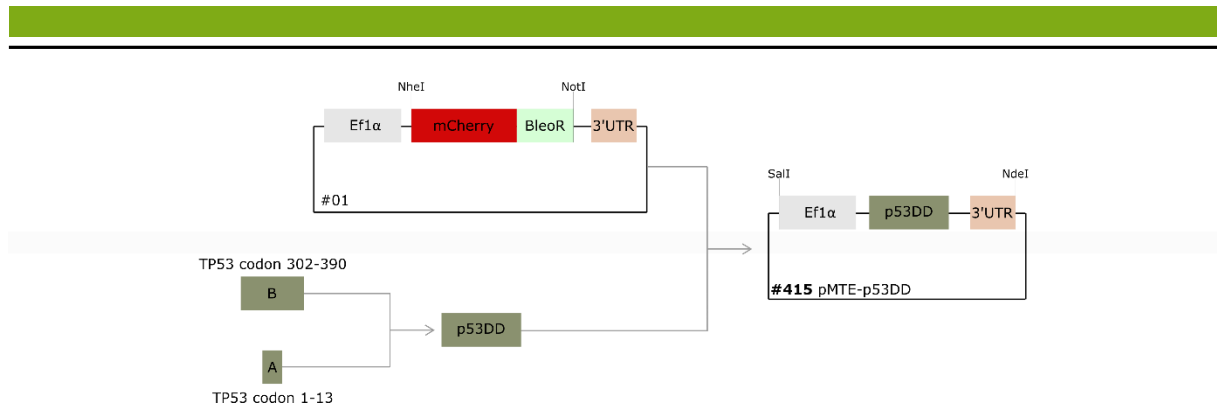 NheI
NotI
Ef1α
mCherry
BleoR
3'UTR
#01
SalI
NdeI
Ef1α
p53DD
3'UTR
#415 pMTE-p53DD
TP53 codon 302-390
B
p53DD
A
TP53 codon 1-13